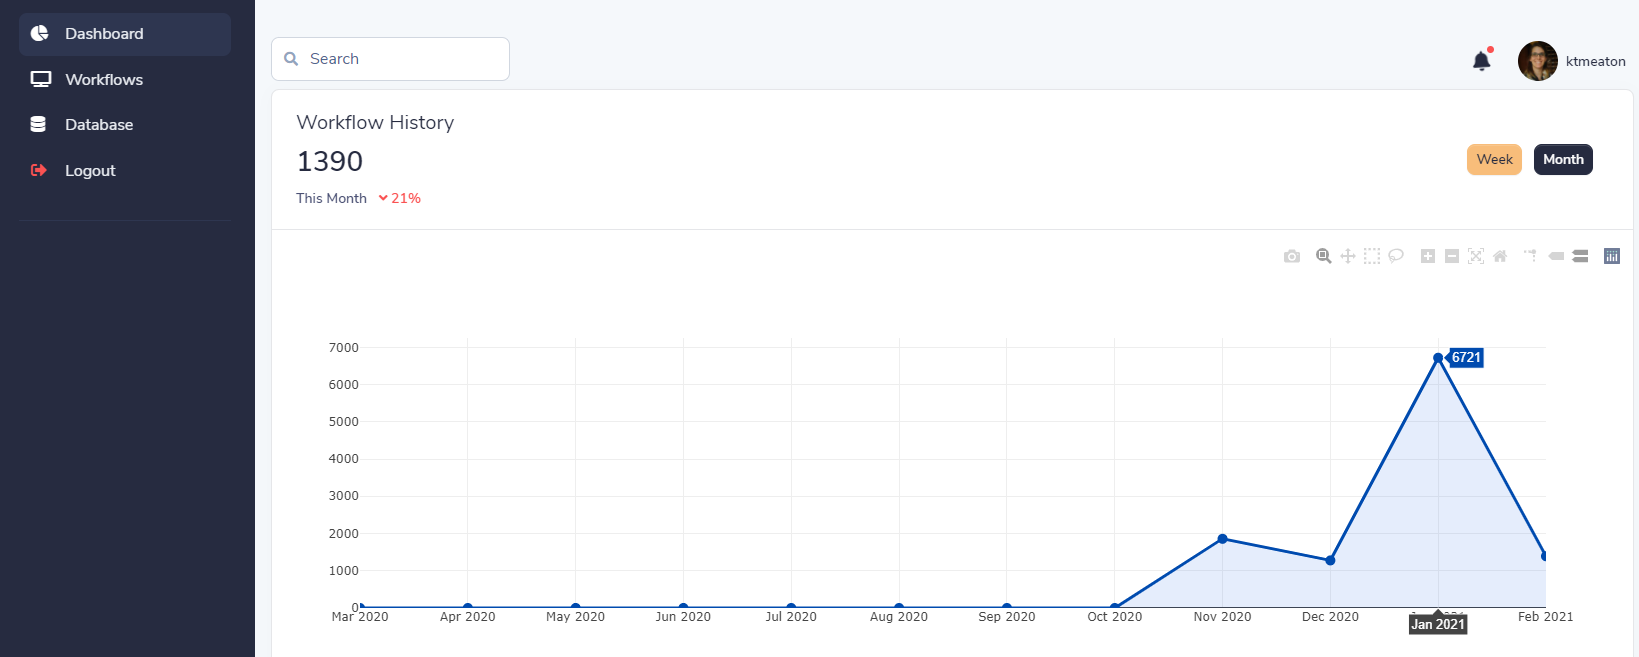 Dashboard
Workflows
Database
Logout
Search
ktmeaton
Workflow History
1390
This Month 21%
Week Month
7000
6000
5000
4000
3000
2000
1000
0
6721
Mar 2020 Apr 2020 May 2020 Jun 2020 Jul 2020 Aug 2020 Sep 2020 Oct 2020 Nov 2020 Dec 2020 Jan 2021 Feb 2021